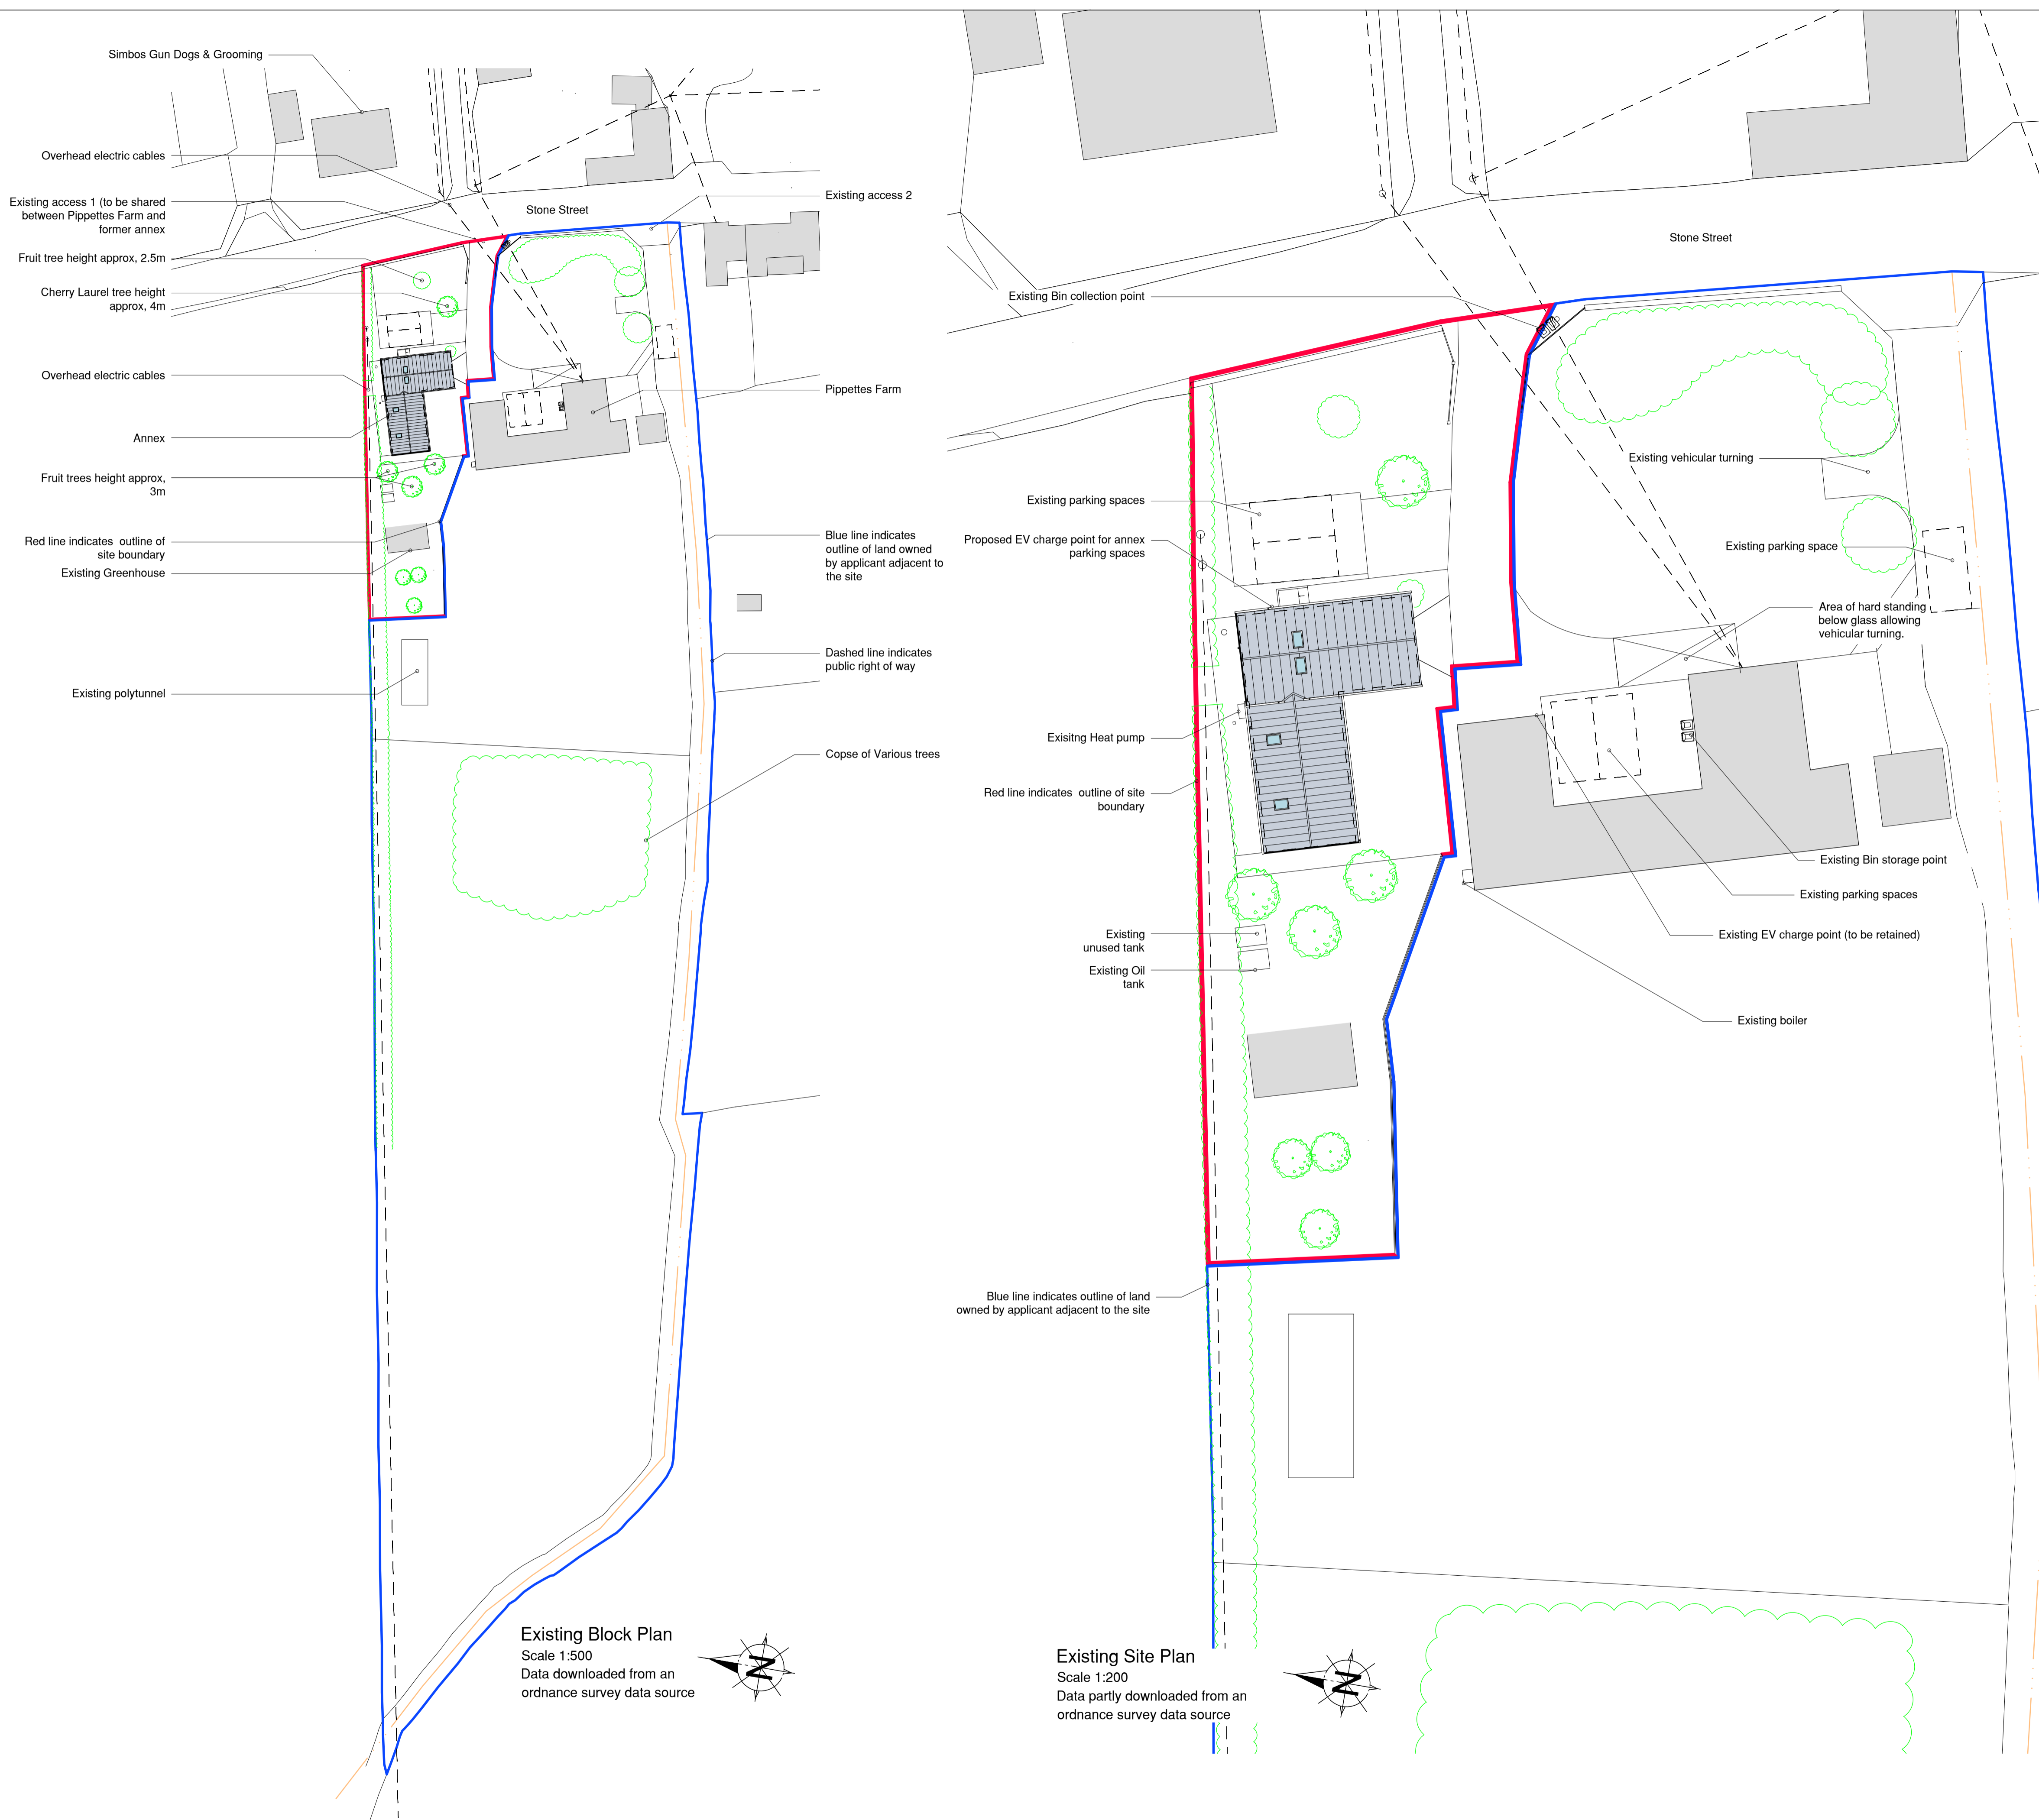 Simbos Gun Dogs & Grooming
Overhead electric cables
Existing access 1 (to be shared
between Pippettes Farm and
former annex
Fruit tree height approx, 2.5m
Cherry Laurel tree height
approx, 4m
Overhead electric cables
Annex
Fruit trees height approx,
3m
Red line indicates outline of
site boundary
Existing Greenhouse
Existing polytunnel
Stone Street
Existing access 2
Pippettes Farm
Blue line indicates
outline of land owned
by applicant adjacent to
the site
Dashed line indicates
public right of way
Copse of Various trees
Existing Block Plan
Scale 1:500
Data downloaded from an
ordnance survey data source
N
Stone Street
Existing Bin collection point
Existing parking spaces
Proposed EV charge point for annex
parking spaces
Exisitng Heat pump
Red line indicates outline of site
boundary
Existing
unused tank
Existing Oil
tank
Blue line indicates outline of land
owned by applicant adjacent to the site
Existing vehicular turning
Existing parking space
Area of hard standing
below glass allowing
vehicular turning.
Existing Bin storage point
Existing parking spaces
Existing EV charge point (to be retained)
Existing boiler
Existing Site Plan
Scale 1:200
Data partly downloaded from an
ordnance survey data source
N